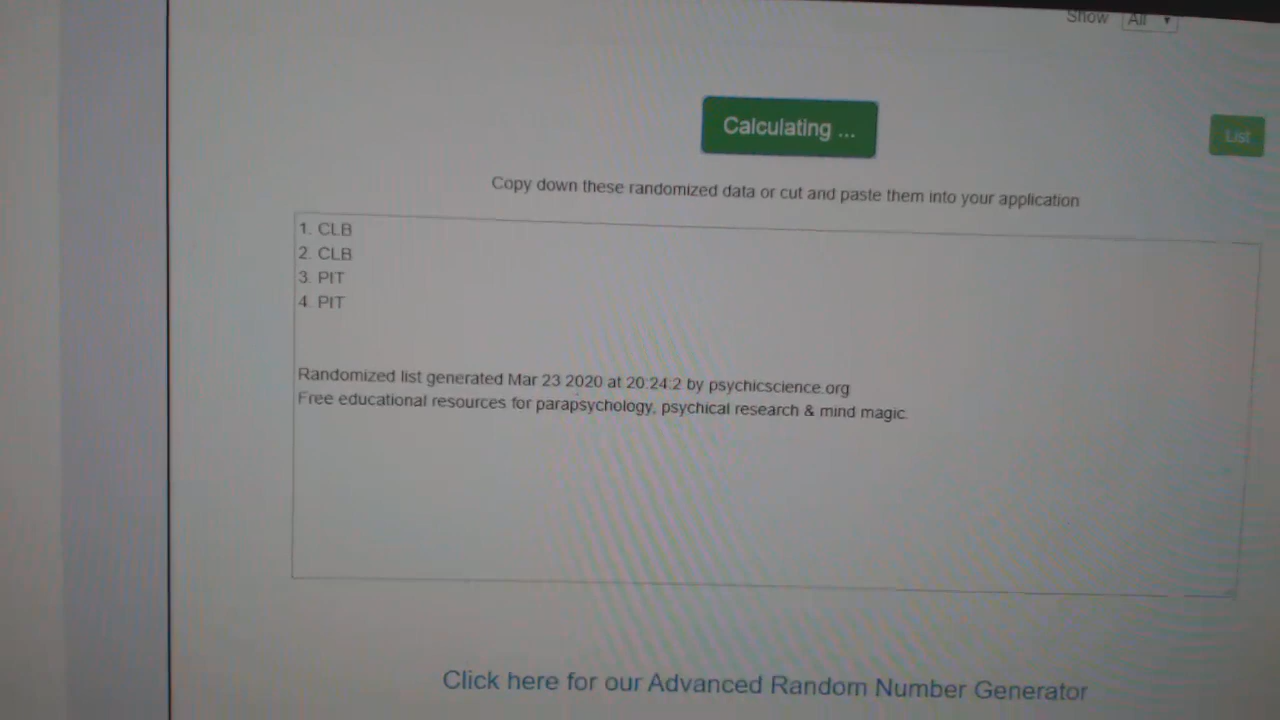 Show All
Calculating ...
List
Copy down these randomized data or cut and paste them into your application
1. CLB
2. CLB
3. PIT
4. PIT
Randomized list generated Mar 23 2020 at 20:24:2 by psychicscience.org
Free educational resources for parapsychology, psychical research & mind magic.
Click here for our Advanced Random Number Generator